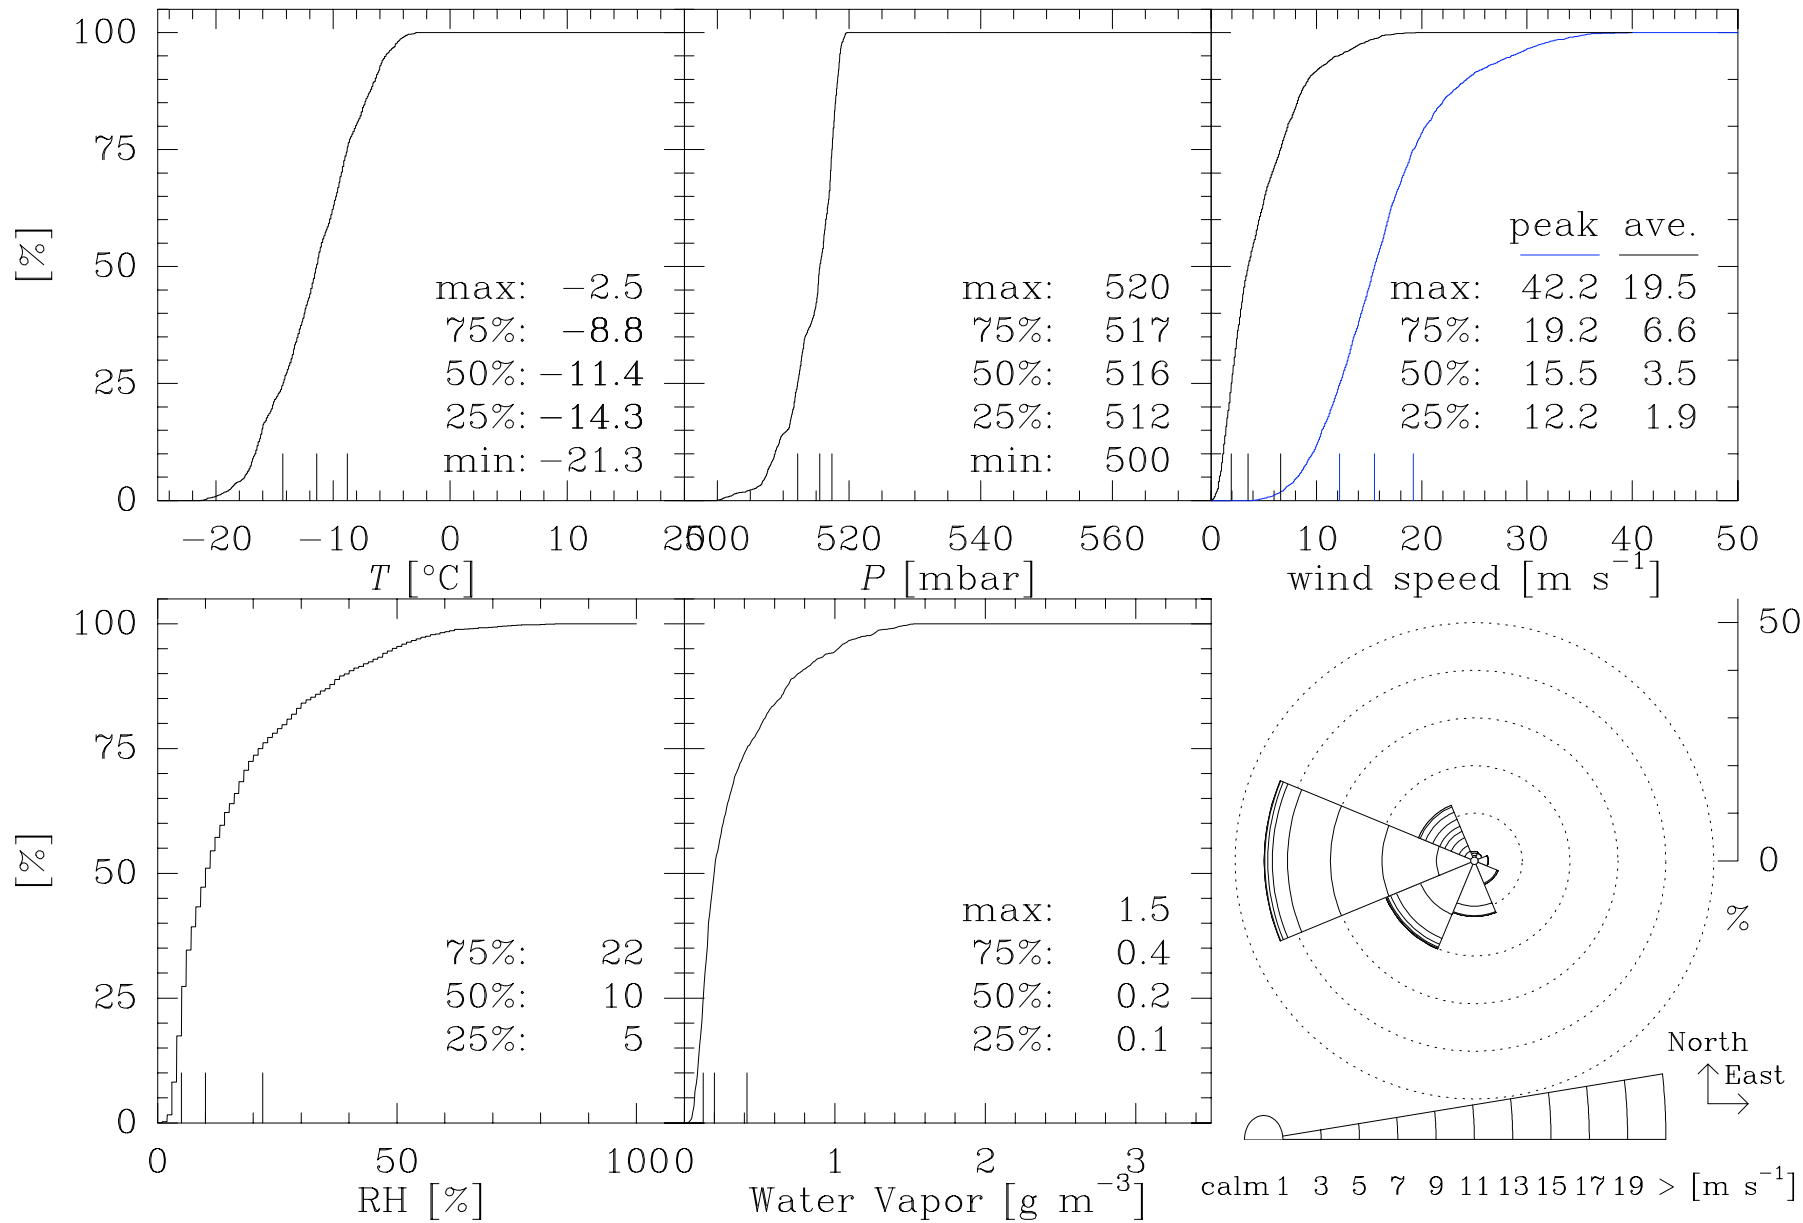 100
75
50
25
0
[%]
max: −2.5
75%: −8.8
50%: −11.4
25%: −14.3
min: −21.3
−20 −10 0 10 20
T [°C]
max: 520
75%: 517
50%: 516
25%: 512
min: 500
500 520 540 560
P [mbar]
peak ave.
max: 42.2 19.5
75%: 19.2 6.6
50%: 15.5 3.5
25%: 12.2 1.9
0 10 20 30 40 50
wind speed [m s−1]
100
75
50
25
0
[%]
75%: 22
50%: 10
25%: 5
0 50 100
RH [%]
max: 1.5
75%: 0.4
50%: 0.2
25%: 0.1
0 1 2 3
Water Vapor [g m−3]
50
0
%
North
East
calm 1 3 5 7 9 11 13 15 17 19 > [m s−1]